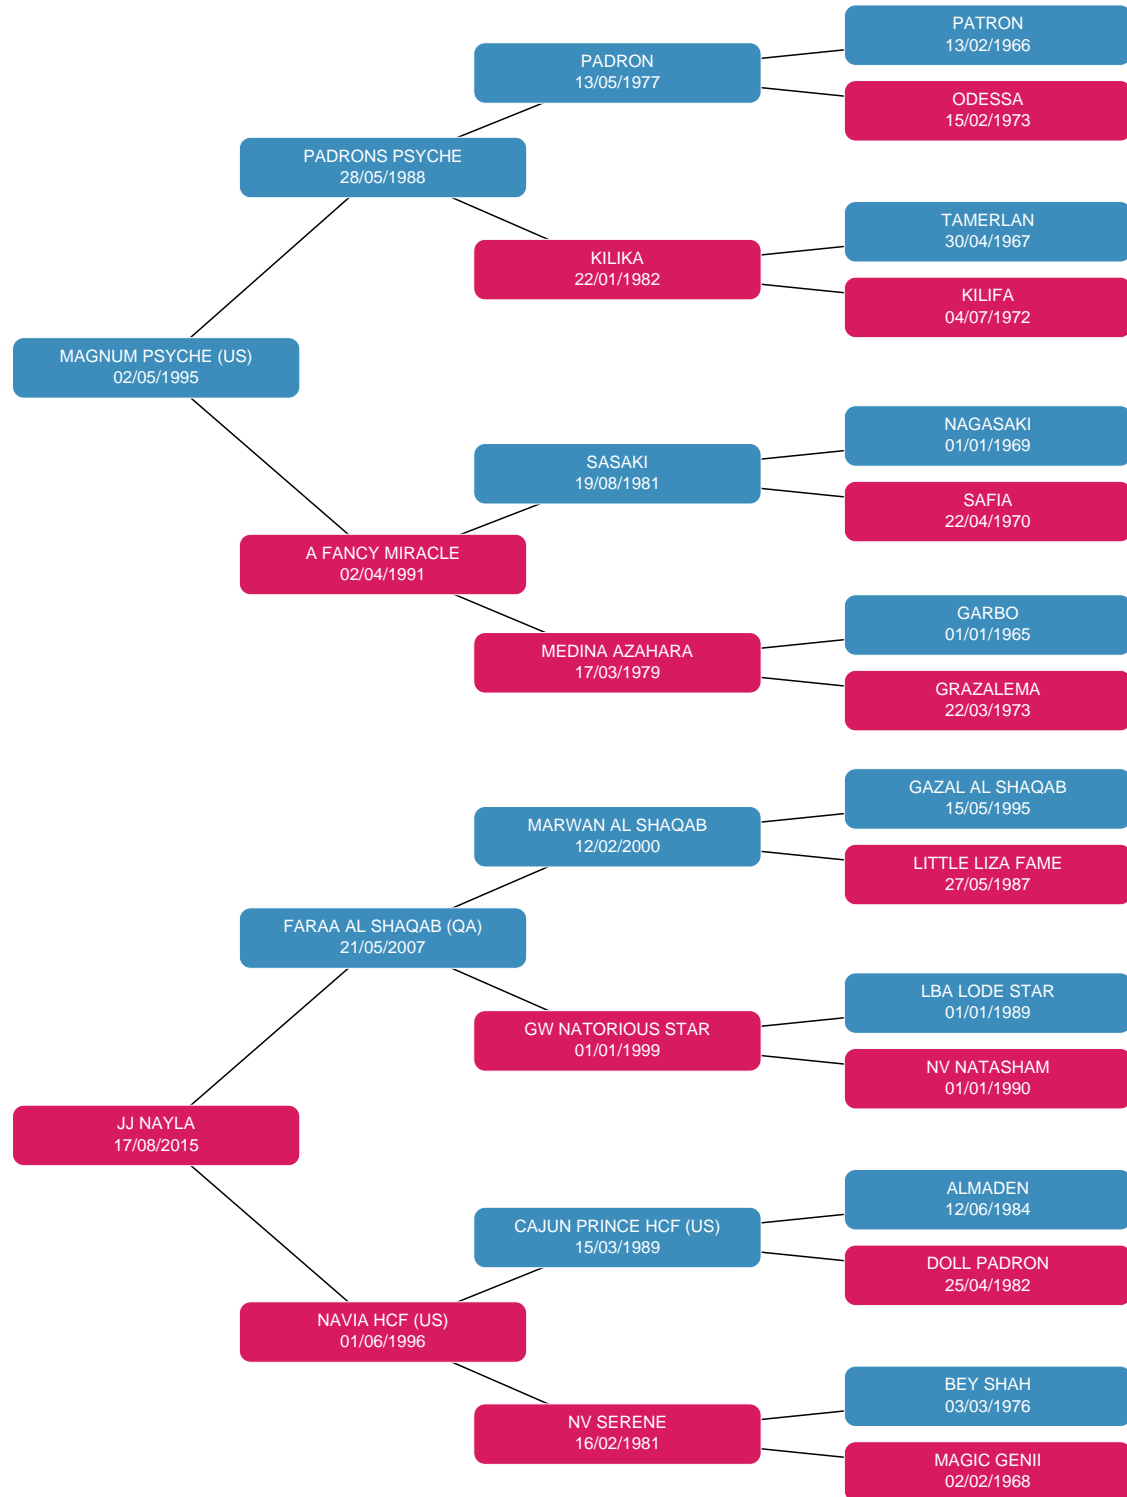 PATRON
13/02/1966
PADRON
13/05/1977
ODESSA
15/02/1973
PADRONS PSYCHE
28/05/1988
TAMERLAN
30/04/1967
KILIKA
22/01/1982
KILIFA
04/07/1972
MAGNUM PSYCHE (US)
02/05/1995
NAGASAKI
01/01/1969
SASAKI
19/08/1981
SAFIA
22/04/1970
A FANCY MIRACLE
02/04/1991
GARBO
01/01/1965
MEDINA AZAHARA
17/03/1979
GRAZALEMA
22/03/1973
GAZAL AL SHAQAB
15/05/1995
MARWAN AL SHAQAB
12/02/2000
LITTLE LIZA FAME
27/05/1987
FARAA AL SHAQAB (QA)
21/05/2007
LBA LODE STAR
01/01/1989
GW NATORIOUS STAR
01/01/1999
NV NATASHAM
01/01/1990
JJ NAYLA
17/08/2015
ALMADEN
12/06/1984
CAJUN PRINCE HCF (US)
15/03/1989
DOLL PADRON
25/04/1982
NAVIA HCF (US)
01/06/1996
BEY SHAH
03/03/1976
NV SERENE
16/02/1981
MAGIC GENII
02/02/1968